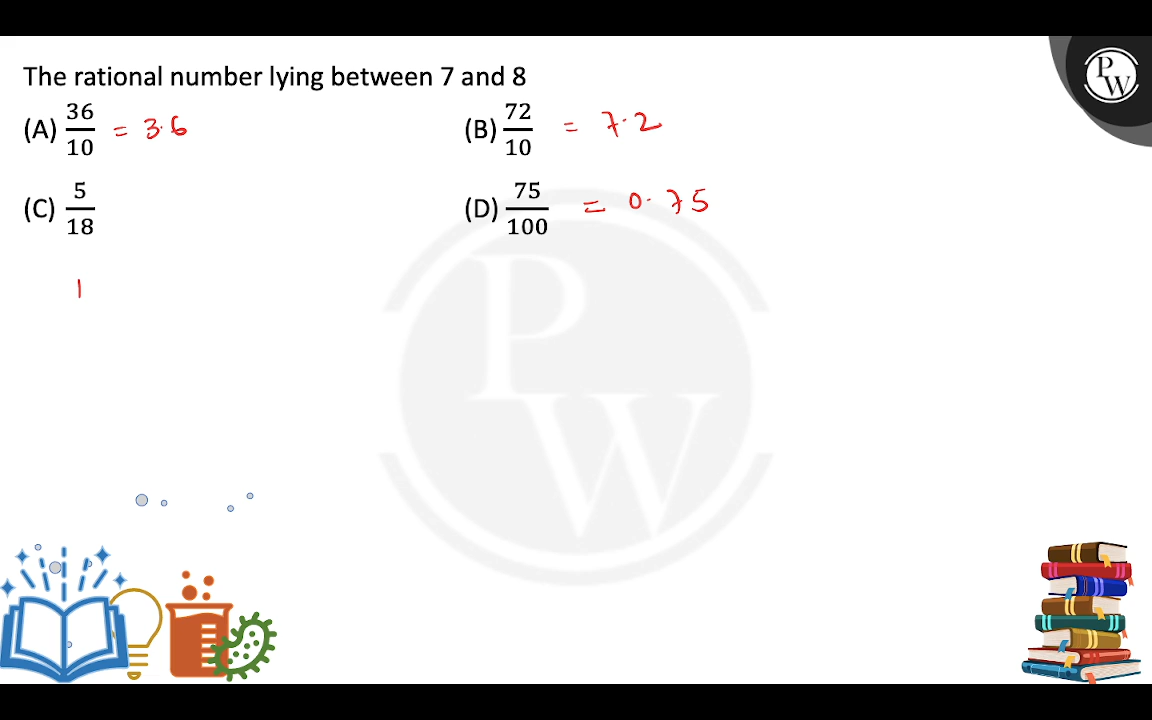 The rational number lying between 7 and 8
(A) 36/10 = 3.6
(B) 72/10 = 7.2
(C) 5/18
(D) 75/100 = 0.75
1
P
W
P
W